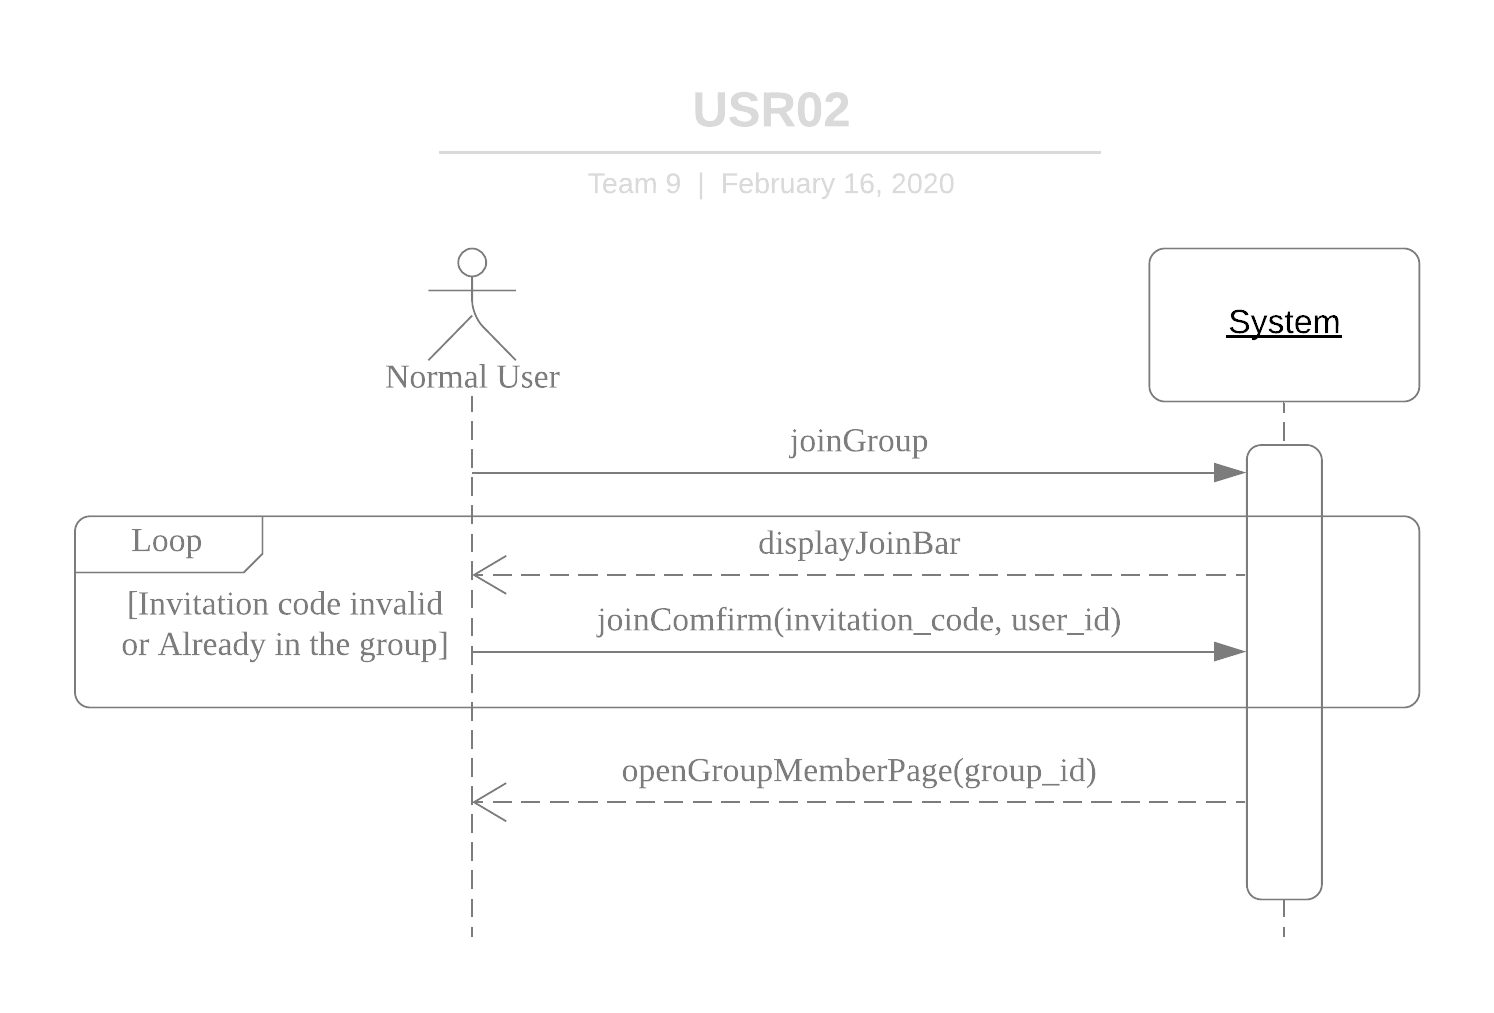 USR02
Team 9 | February 16, 2020
Normal User
System
joinGroup
Loop
displayJoinBar
[Invitation code invalid
or Already in the group]
joinComfirm(invitation_code, user_id)
openGroupMemberPage(group_id)